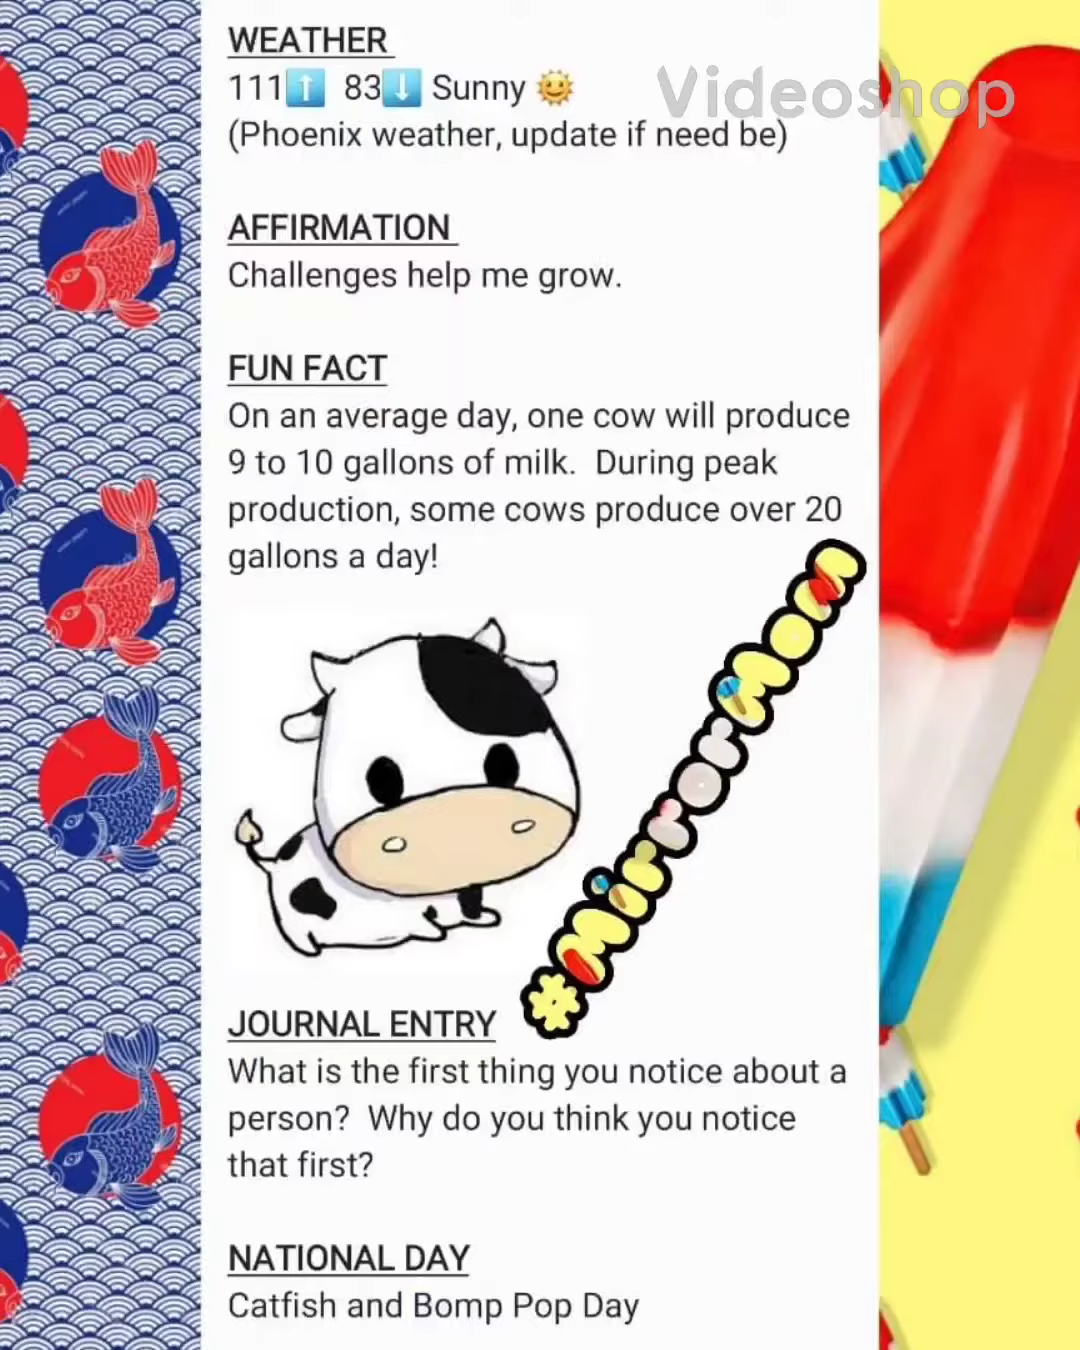 WEATHER
111⬆️ 83⬇️ Sunny 🌞
(Phoenix weather, update if need be)
Videoshop
AFFIRMATION
Challenges help me grow.
FUN FACT
On an average day, one cow will produce
9 to 10 gallons of milk. During peak
production, some cows produce over 20
gallons a day!
*MirrororMom
JOURNAL ENTRY
What is the first thing you notice about a
person? Why do you think you notice
that first?
NATIONAL DAY
Catfish and Bomp Pop Day